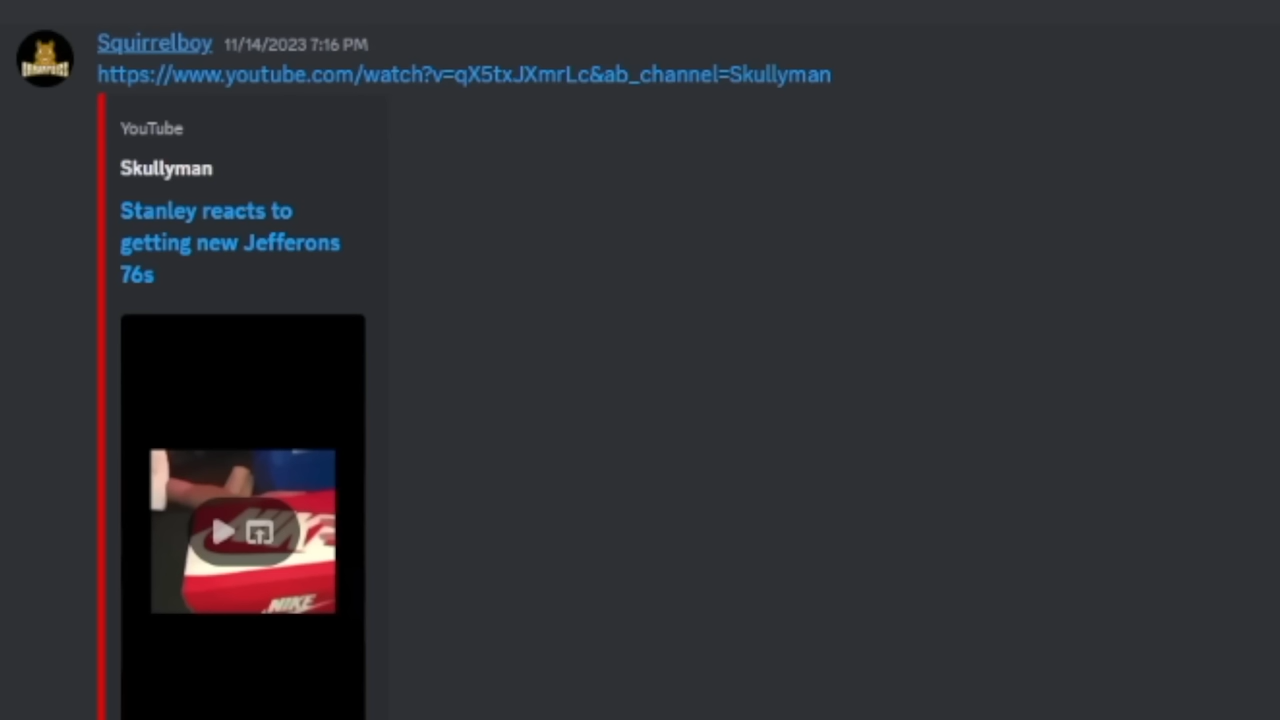 Squirrelboy 11/14/2023 7:16 PM
https://www.youtube.com/watch?v=qX5txJXmrLc&ab_channel=Skullyman
YouTube
Skullyman
Stanley reacts to
getting new Jefferons
76s
NIKE
NIKE